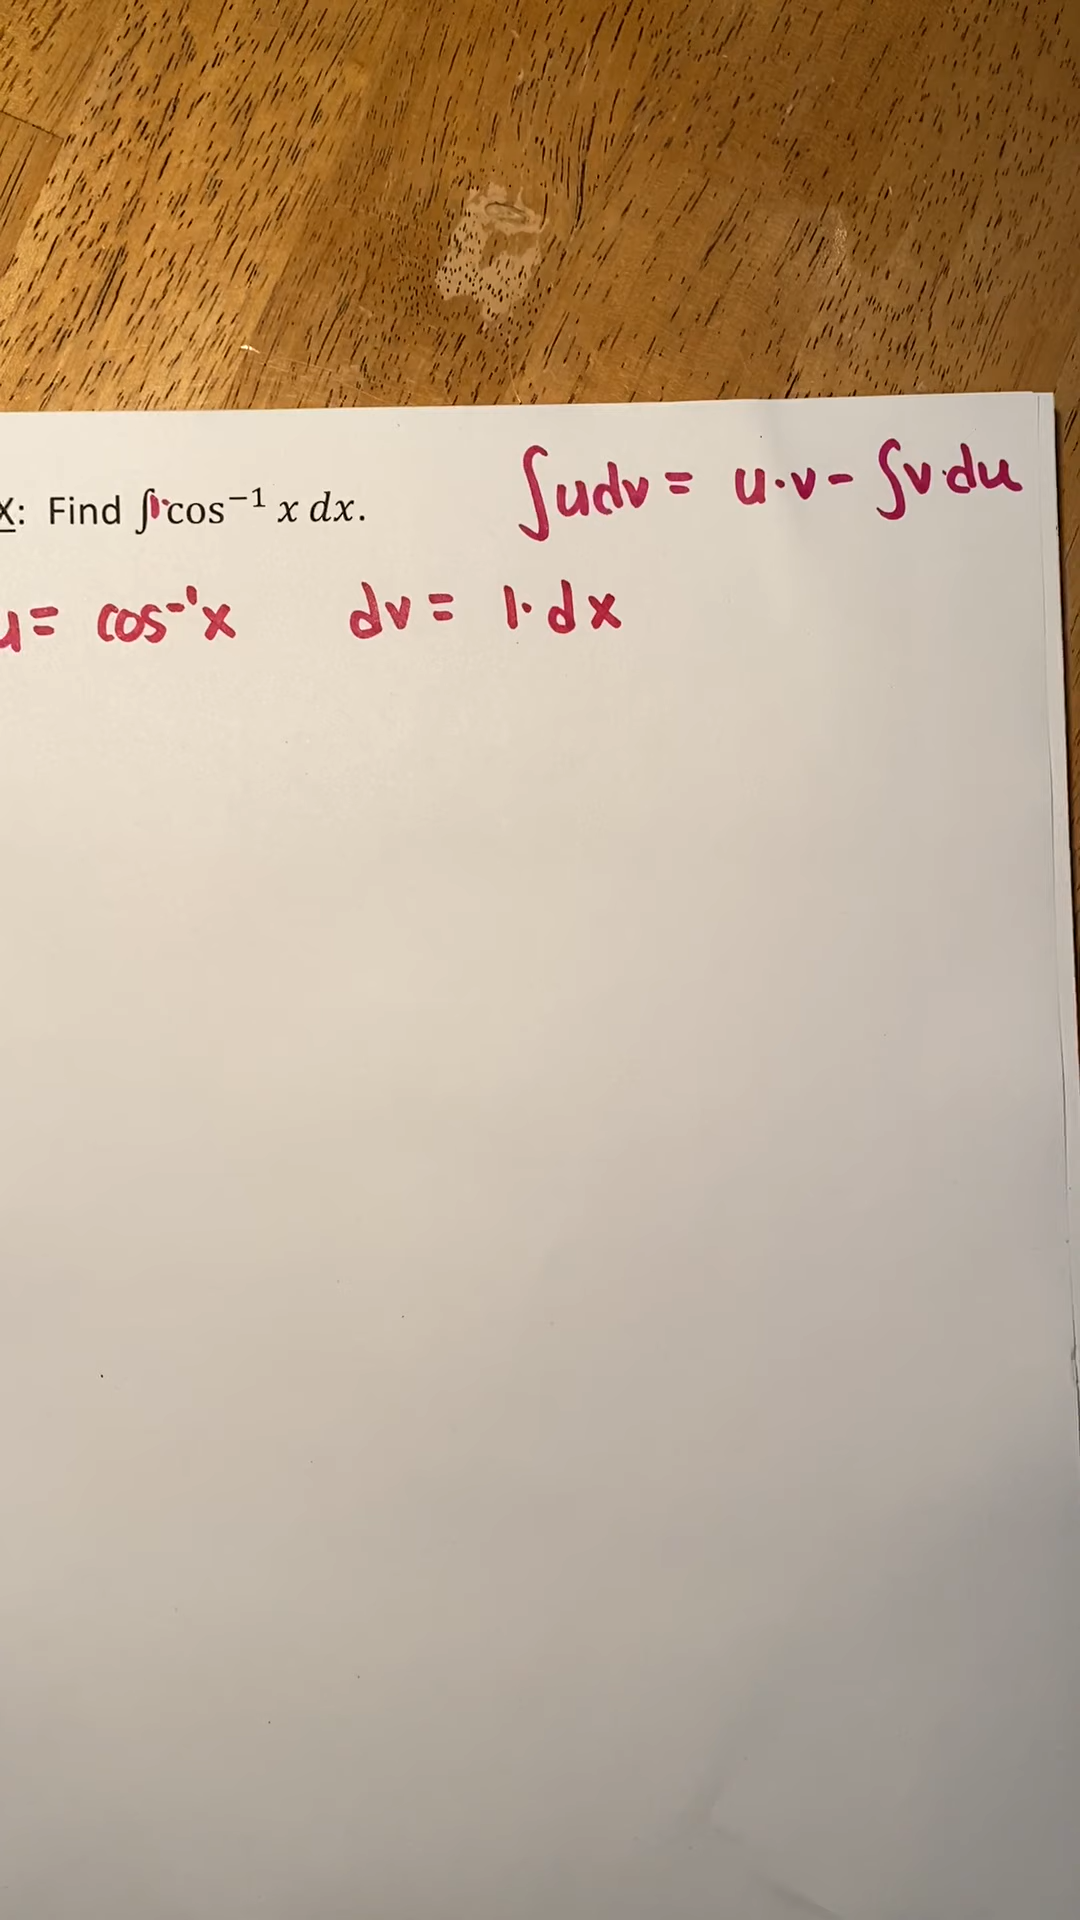 X: Find ∫1·cos⁻¹ x dx.
∫udv = u·v- ∫v·du
u= cos⁻¹x dv= 1·dx